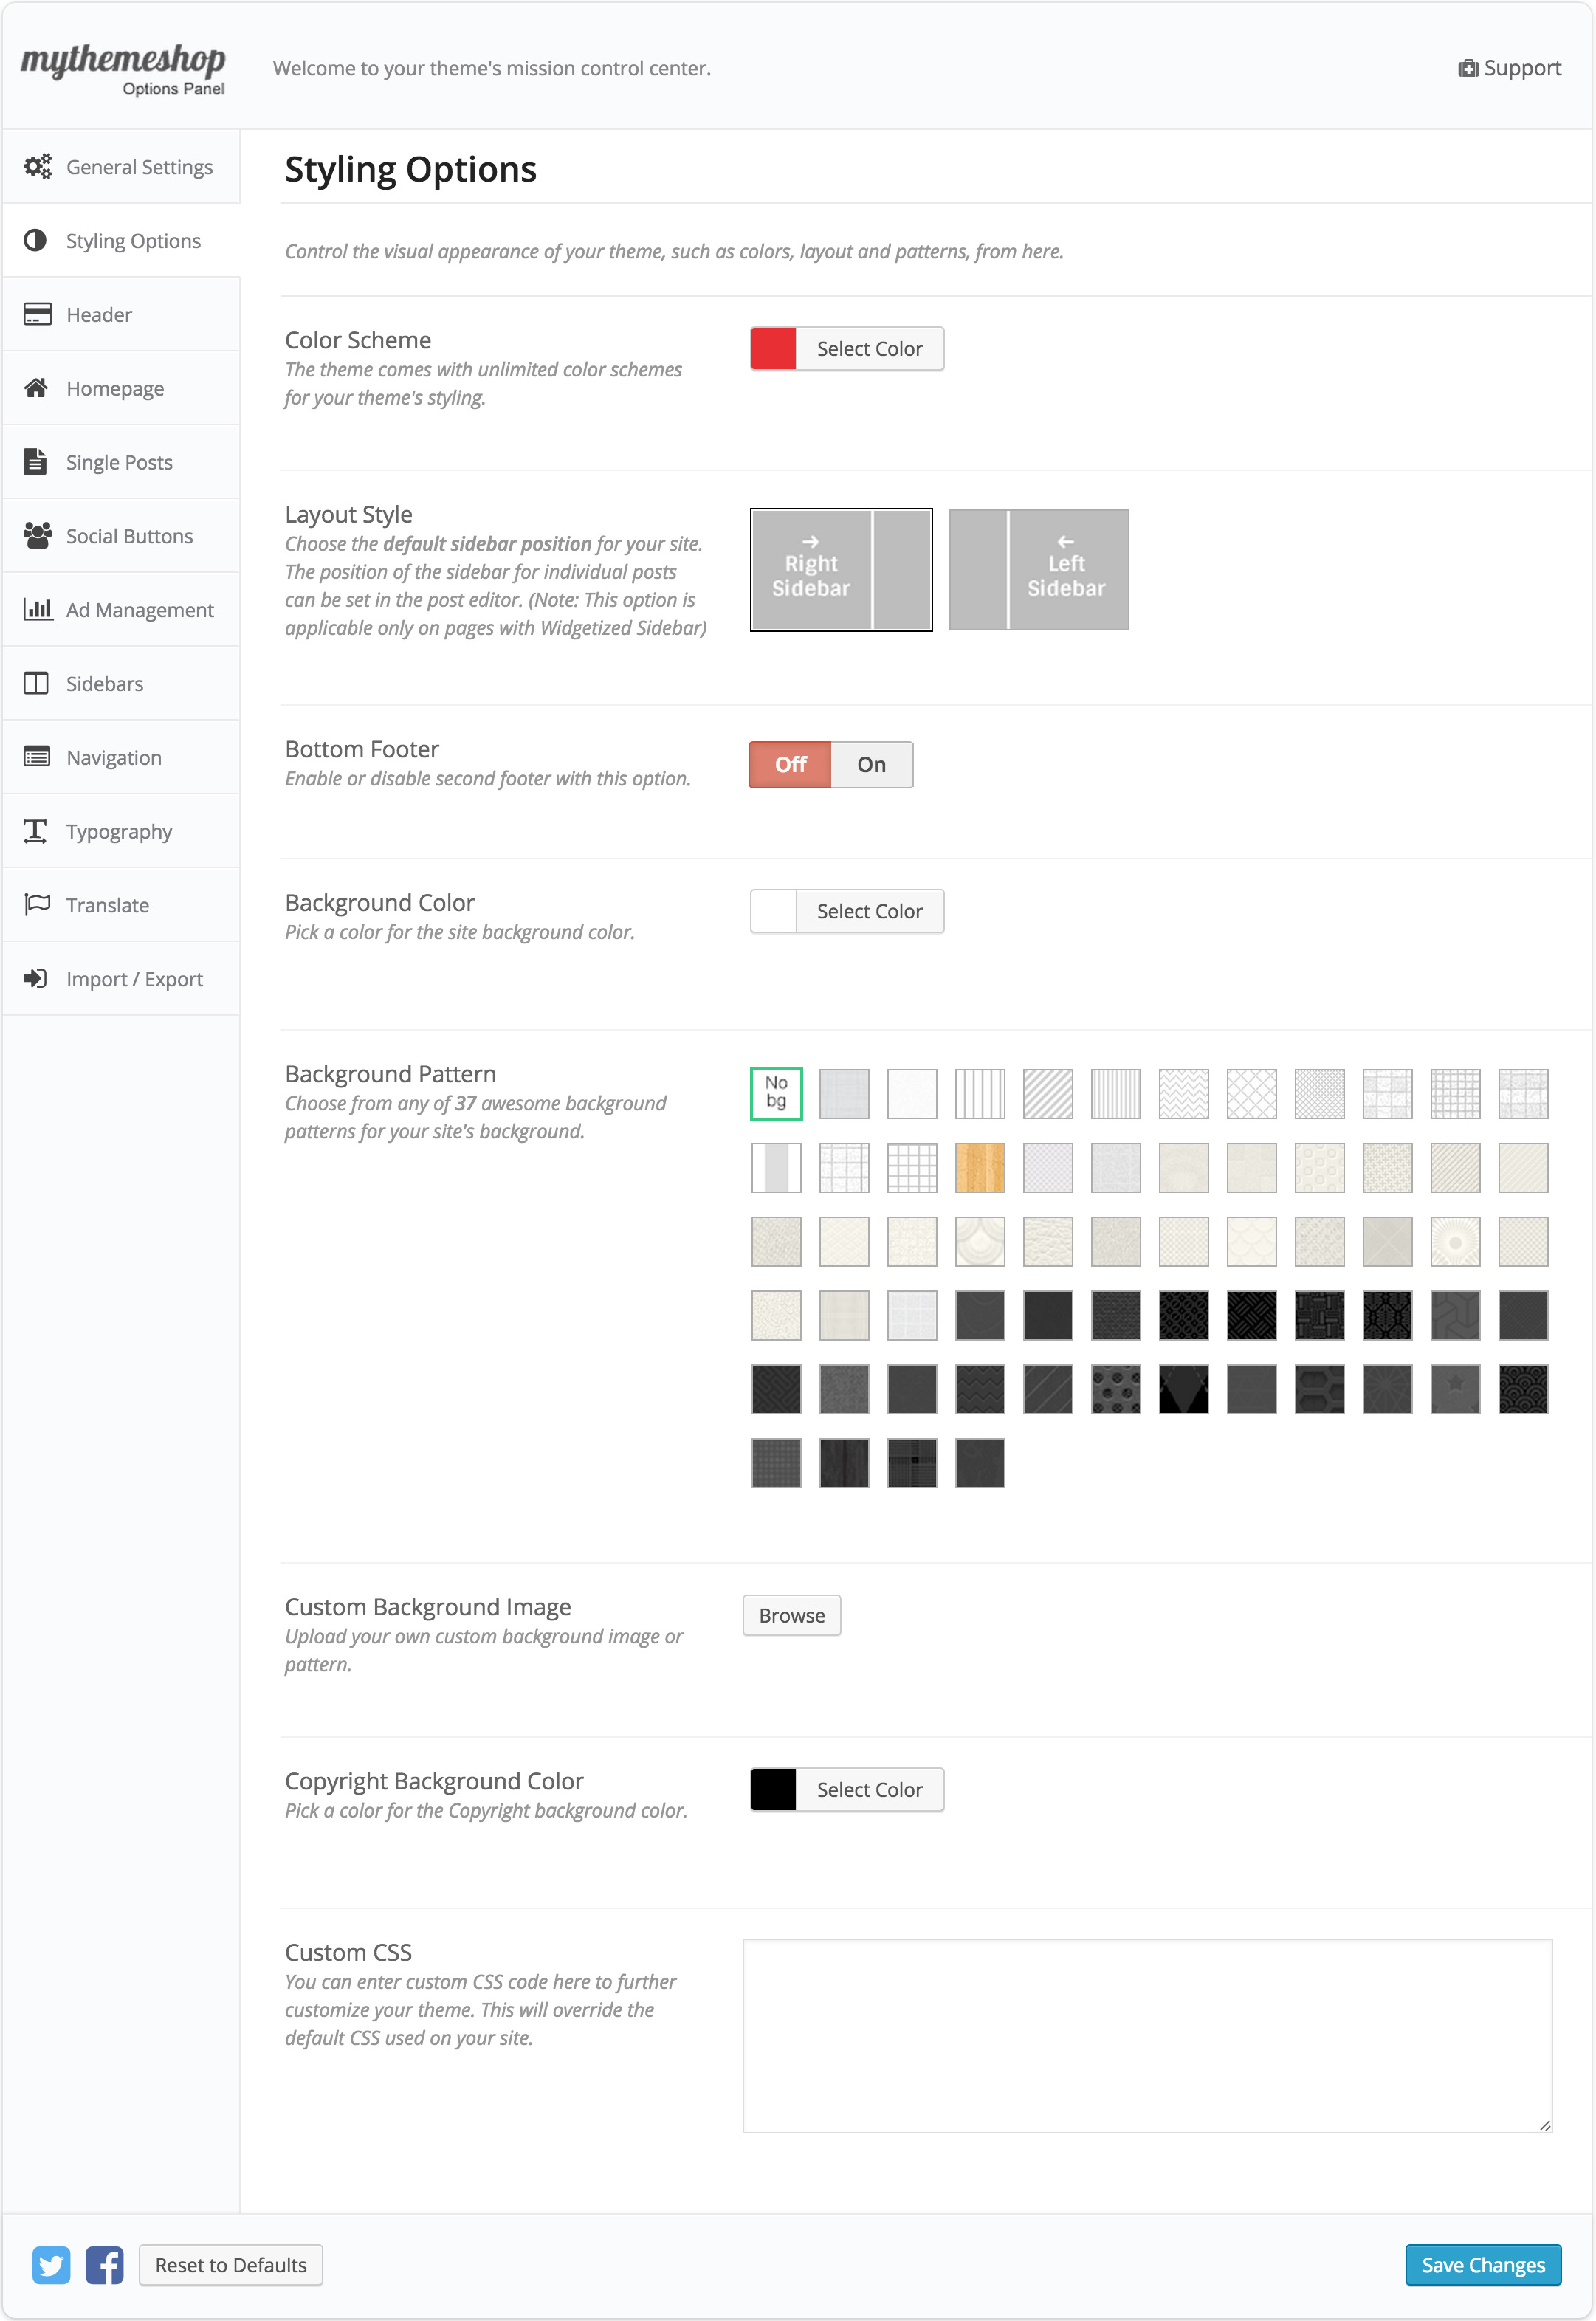 mythemeshop
Options Panel
Welcome to your theme's mission control center.
Support
General Settings
Styling Options
Header
Homepage
Single Posts
Social Buttons
Ad Management
Sidebars
Navigation
Typography
Translate
Import / Export
Styling Options
Control the visual appearance of your theme, such as colors, layout and patterns, from here.
Color Scheme
The theme comes with unlimited color schemes
for your theme's styling.
Select Color
Layout Style
Choose the default sidebar position for your site.
The position of the sidebar for individual posts
can be set in the post editor. (Note: This option is
applicable only on pages with Widgetized Sidebar)
Right
Sidebar
Left
Sidebar
Bottom Footer
Enable or disable second footer with this option.
Off
On
Background Color
Pick a color for the site background color.
Select Color
Background Pattern
Choose from any of 37 awesome background
patterns for your site's background.
No
bg
Custom Background Image
Upload your own custom background image or
pattern.
Browse
Copyright Background Color
Pick a color for the Copyright background color.
Select Color
Custom CSS
You can enter custom CSS code here to further
customize your theme. This will override the
default CSS used on your site.
Reset to Defaults
Save Changes